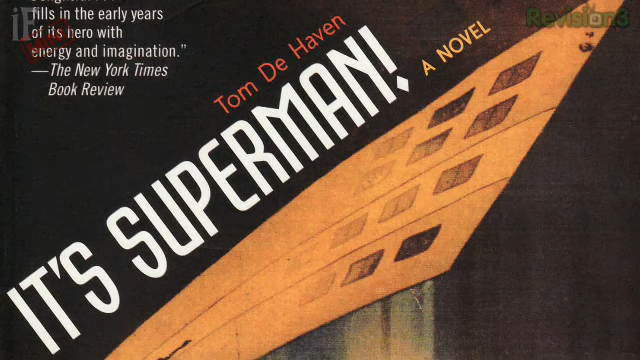 fills in the early years
of its hero with
energy and imagination.”
—The New York Times
Book Review
Tom De Haven
IT'S SUPERMAN!
A NOVEL
Revision3
iF